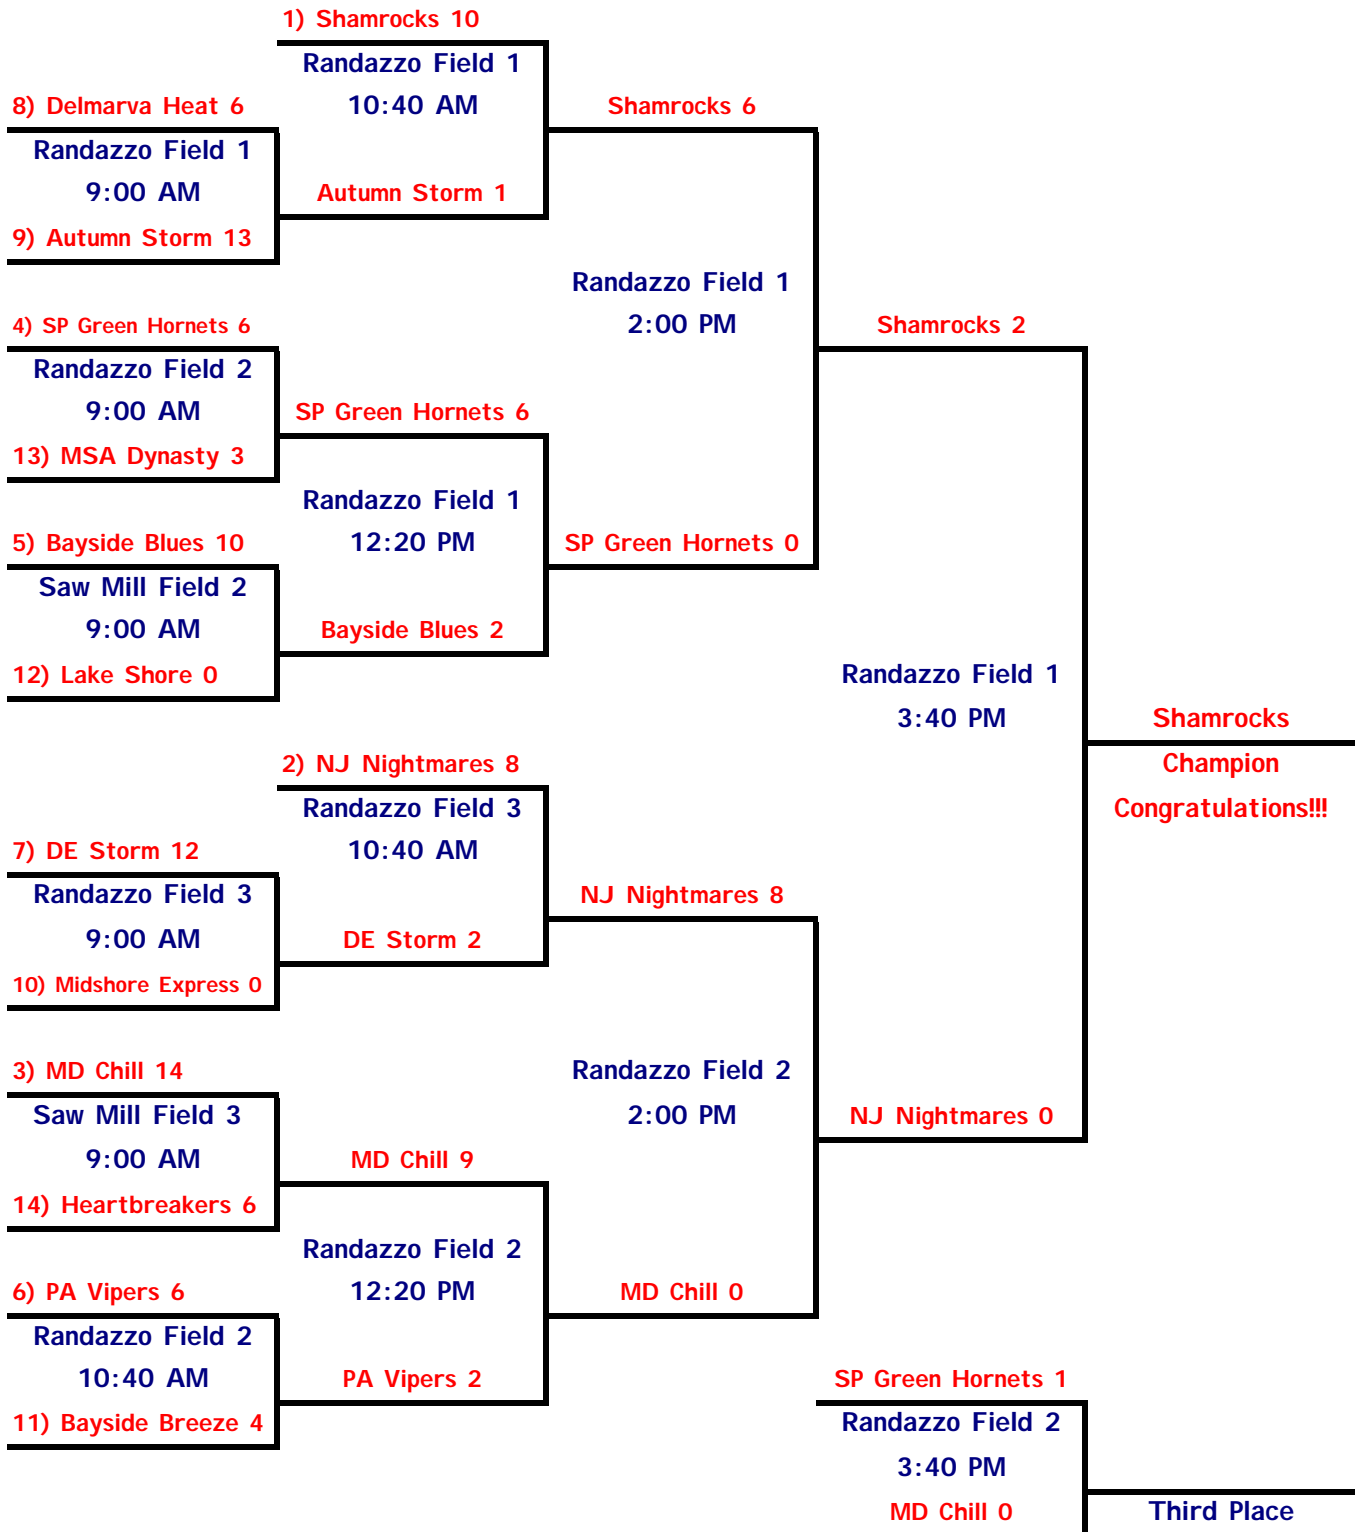 1) Shamrocks 10
Randazzo Field 1
10:40 AM
8) Delmarva Heat 6
Shamrocks 6
Randazzo Field 1
9:00 AM
Autumn Storm 1
9) Autumn Storm 13
Randazzo Field 1
2:00 PM
4) SP Green Hornets 6
Shamrocks 2
Randazzo Field 2
9:00 AM
SP Green Hornets 6
13) MSA Dynasty 3
Randazzo Field 1
12:20 PM
5) Bayside Blues 10
SP Green Hornets 0
Saw Mill Field 2
9:00 AM
Bayside Blues 2
12) Lake Shore 0
Randazzo Field 1
3:40 PM
Shamrocks
Champion
Congratulations!!!
2) NJ Nightmares 8
Randazzo Field 3
10:40 AM
7) DE Storm 12
Randazzo Field 3
9:00 AM
NJ Nightmares 8
DE Storm 2
10) Midshore Express 0
3) MD Chill 14
Randazzo Field 2
2:00 PM
Saw Mill Field 3
9:00 AM
NJ Nightmares 0
MD Chill 9
14) Heartbreakers 6
Randazzo Field 2
12:20 PM
6) PA Vipers 6
MD Chill 0
Randazzo Field 2
10:40 AM
PA Vipers 2
11) Bayside Breeze 4
SP Green Hornets 1
Randazzo Field 2
3:40 PM
MD Chill 0
Third Place